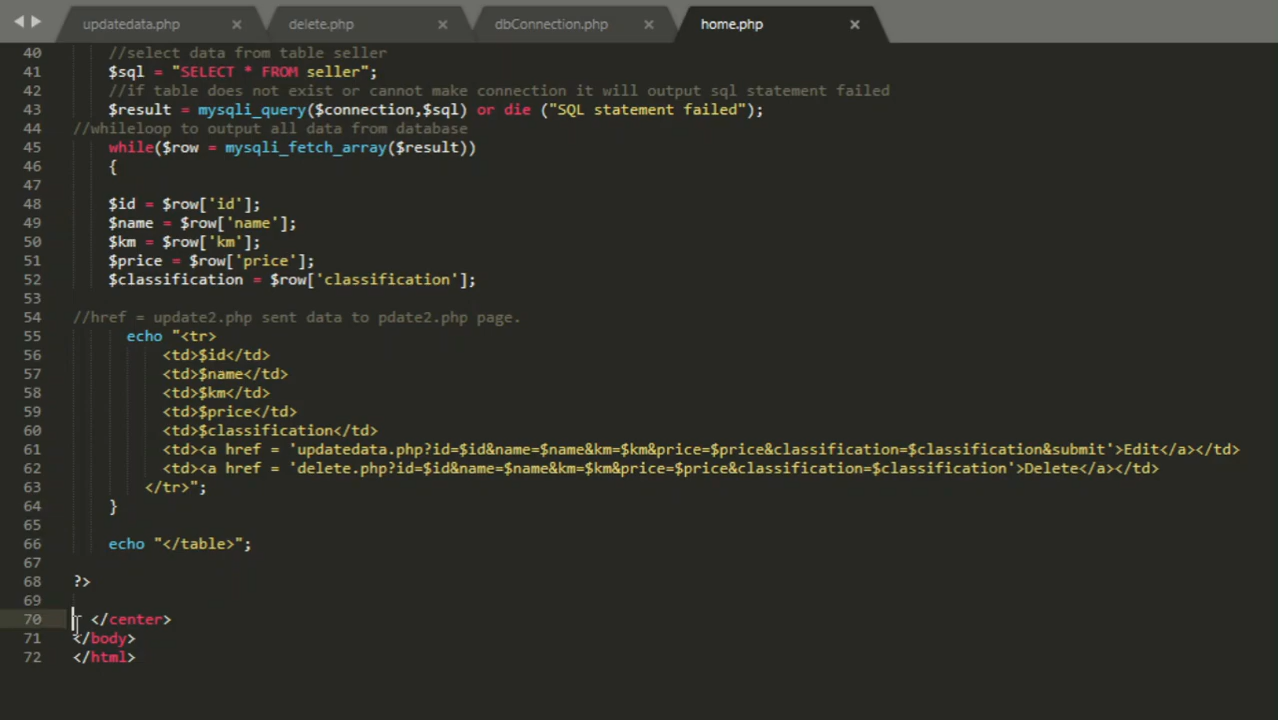 updatedata.php × delete.php × dbConnection.php × home.php ×
40 //select data from table seller
41 $sql = "SELECT * FROM seller";
42 //if table does not exist or cannot make connection it will output sql statement failed
43 $result = mysqli_query($connection,$sql) or die ("SQL statement failed");
44 //whileloop to output all data from database
45 while($row = mysqli_fetch_array($result))
46 {
47
48 $id = $row['id'];
49 $name = $row['name'];
50 $km = $row['km'];
51 $price = $row['price'];
52 $classification = $row['classification'];
53
54 //href = update2.php sent data to pdate2.php page.
55 echo "<tr>
56 <td>$id</td>
57 <td>$name</td>
58 <td>$km</td>
59 <td>$price</td>
60 <td>$classification</td>
61 <td><a href = 'updatedata.php?id=$id&name=$name&km=$km&price=$price&classification=$classification&submit'>Edit</a></td>
62 <td><a href = 'delete.php?id=$id&name=$name&km=$km&price=$price&classification=$classification'>Delete</a></td>
63 </tr>";
64 }
65
66 echo "</table>";
67
68 ?>
69
70 </center>
71 </body>
72 </html>